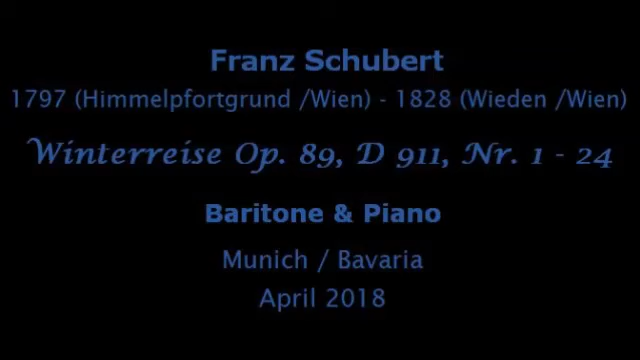 Franz Schubert
1797 (Himmelpfortgrund /Wien) - 1828 (Wieden /Wien)
Winterreise Op. 89, D 911, Nr. 1 - 24
Baritone & Piano
Munich / Bavaria
April 2018